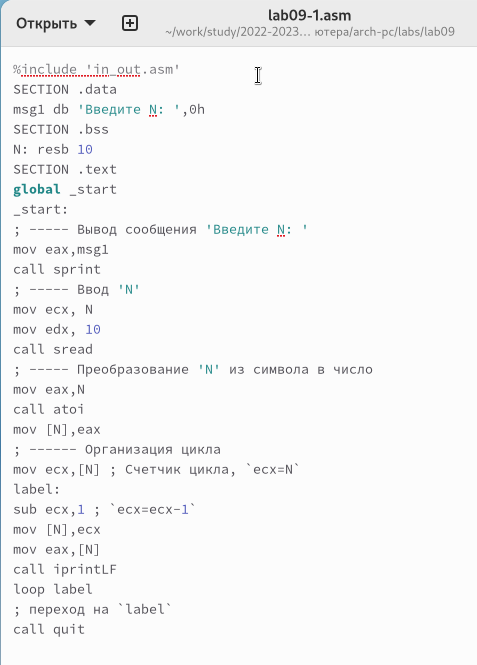 Открыть
lab09-1.asm
~/work/study/2022-2023... ютера/arch-pc/labs/lab09
%include 'in_out.asm'
SECTION .data
msg1 db 'Введите N: ',0h
SECTION .bss
N: resb 10
SECTION .text
global _start
_start:
; ----- Вывод сообщения 'Введите N: '
mov eax,msg1
call sprint
; ----- Ввод 'N'
mov ecx, N
mov edx, 10
call sread
; ----- Преобразование 'N' из символа в число
mov eax,N
call atoi
mov [N],eax
; ------ Организация цикла
mov ecx,[N] ; Счетчик цикла, `ecx=N`
label:
sub ecx,1 ; `ecx=ecx-1`
mov [N],ecx
mov eax,[N]
call iprintLF
loop label
; переход на `label`
call quit